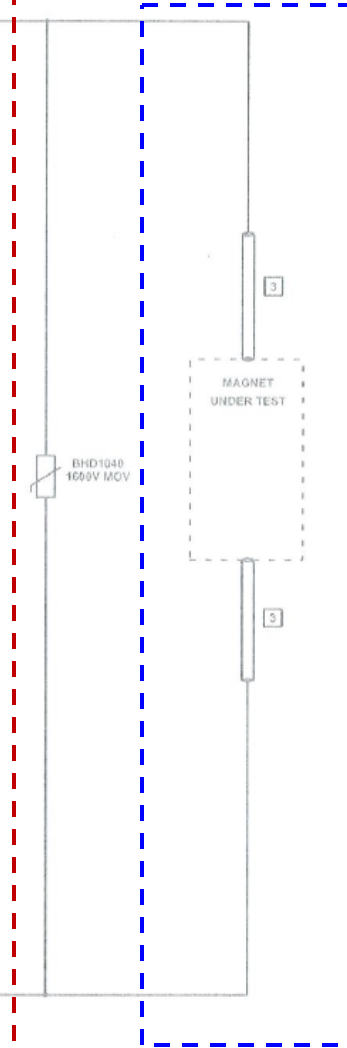 3
MAGNET
UNDER TEST
BHD1040
1600V MOV
3